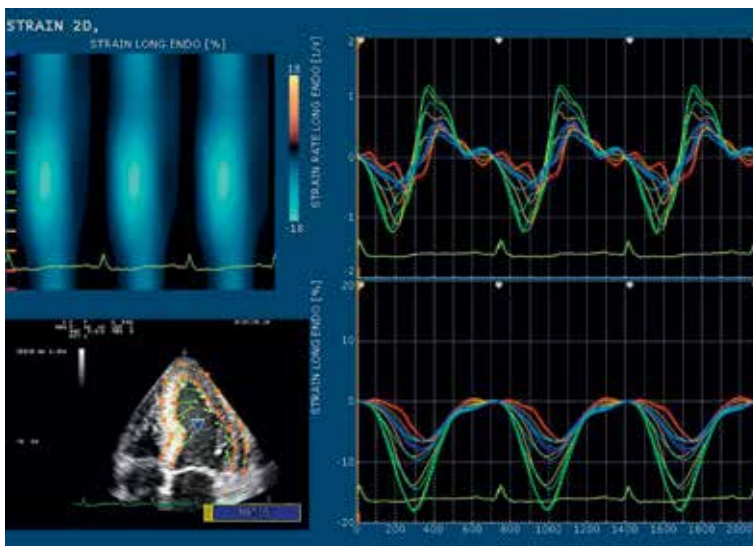 STRAIN 2D,
STRAIN LONG ENDO [%]
18
-18
STRAIN RATE LONG ENDO [1/s]
2
1
0
-1
-2
STRAIN LONG ENDO [%]
20
10
0
-10
-20
0 200 400 600 800 1000 1200 1400 1600 1800 2000